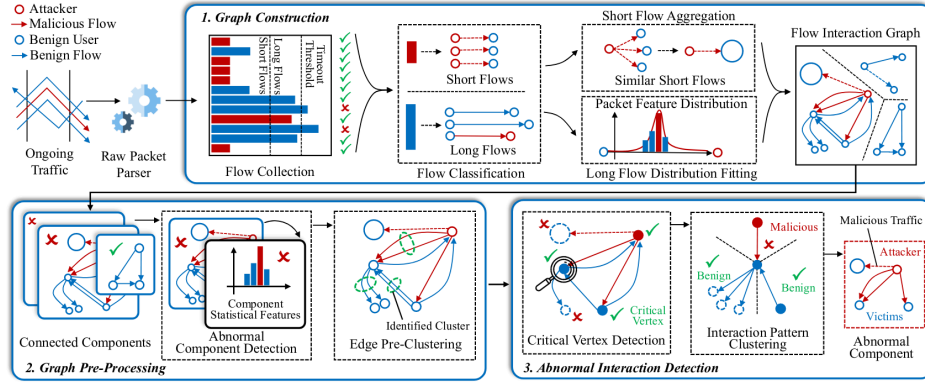 Attacker
Malicious Flow
Benign User
Benign Flow
Ongoing
Traffic
Raw Packet
Parser
1. Graph Construction
Short Flows
Long Flows
Timeout
Threshold
Flow Collection
Short Flows
Long Flows
Flow Classification
Short Flow Aggregation
Similar Short Flows
Packet Feature Distribution
Long Flow Distribution Fitting
Flow Interaction Graph
Connected Components
Component
Statistical Features
Abnormal
Component Detection
Identified Cluster
Edge Pre-Clustering
2. Graph Pre-Processing
Critical
Vertex
Critical Vertex Detection
Malicious
Benign
Benign
Interaction Pattern
Clustering
Malicious Traffic
Attacker
Victims
Abnormal
Component
3. Abnormal Interaction Detection